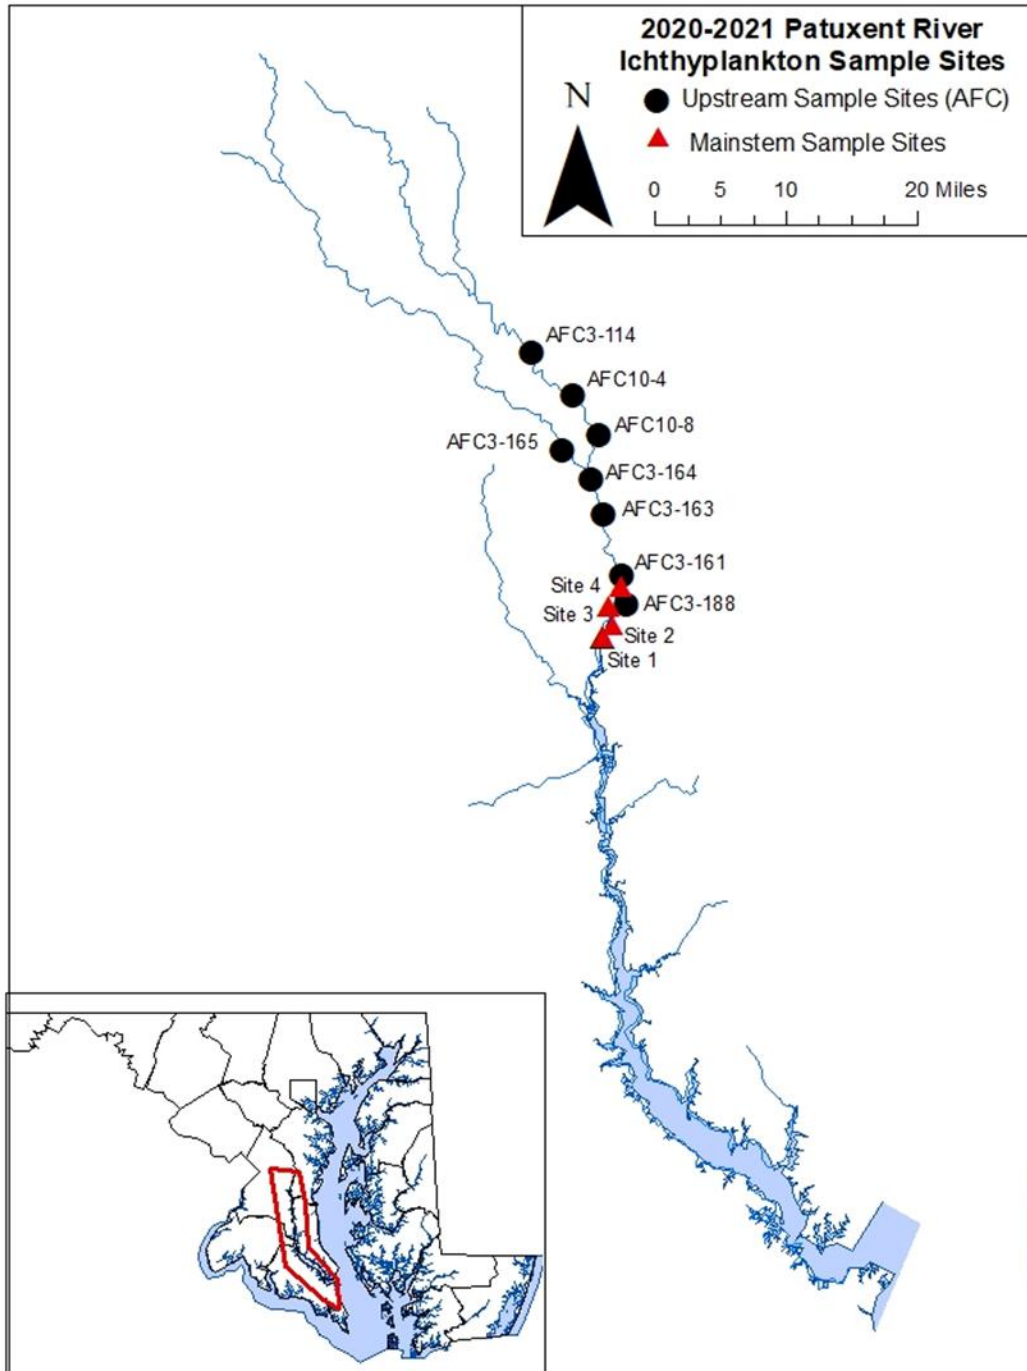 2020-2021 Patuxent River
Ichthyplankton Sample Sites
N
Upstream Sample Sites (AFC)
Mainstem Sample Sites
0 5 10 20 Miles
AFC3-114
AFC10-4
AFC10-8
AFC3-165
AFC3-164
AFC3-163
AFC3-161
Site 4
AFC3-188
Site 3
Site 2
Site 1